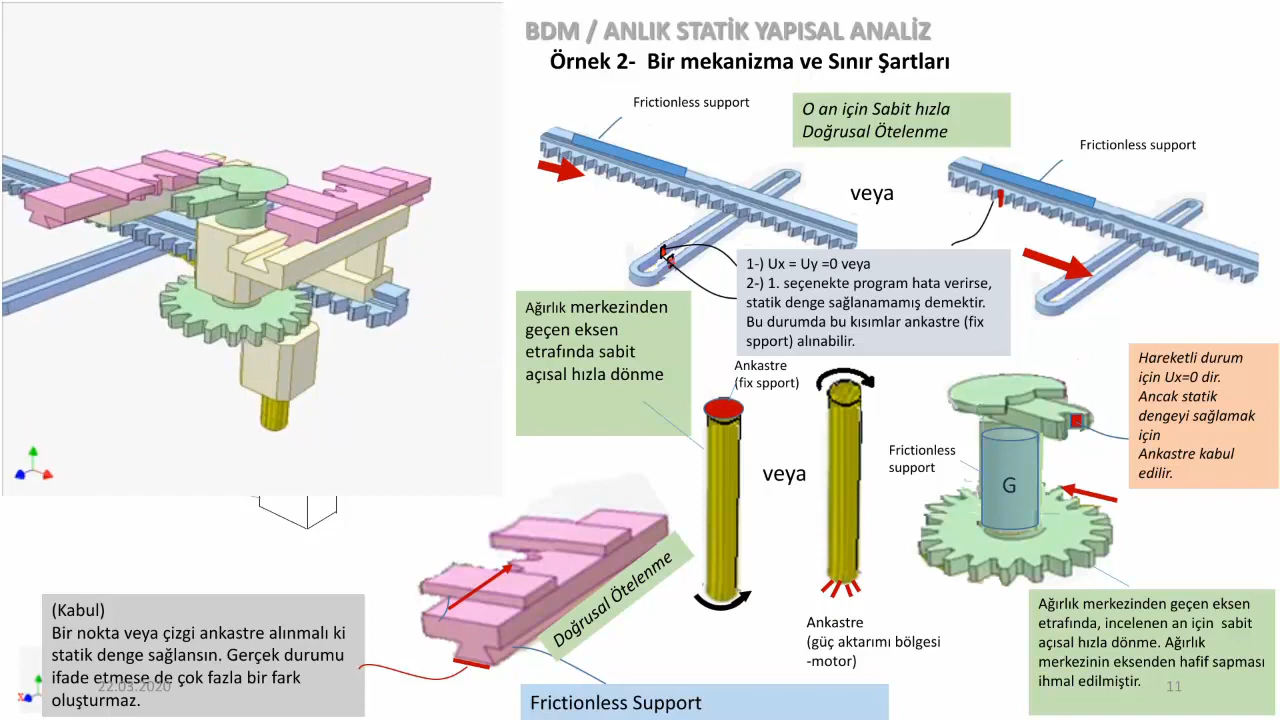 BDM / ANLIK STATİK YAPISAL ANALİZ
Örnek 2- Bir mekanizma ve Sınır Şartları
Frictionless support
O an için Sabit hızla
Doğrusal Ötelenme
Frictionless support
veya
1-) Ux = Uy =0 veya
2-) 1. seçenekte program hata verirse,
statik denge sağlanamamış demektir.
Bu durumda bu kısımlar ankastre (fix
spport) alınabilir.
Ağırlık merkezinden
geçen eksen
etrafında sabit
açısal hızla dönme
Ankastre
(fix spport)
veya
Ankastre
(güç aktarımı bölgesi
-motor)
Frictionless
support
G
Hareketli durum
için Ux=0 dir.
Ancak statik
dengeyi sağlamak
için
Ankastre kabul
edilir.
Doğrusal Ötelenme
(Kabul)
Bir nokta veya çizgi ankastre alınmalı ki
statik denge sağlansın. Gerçek durumu
ifade etmese de çok fazla bir fark
oluşturmaz.
22.03.2020
X
Frictionless Support
Ağırlık merkezinden geçen eksen
etrafında, incelenen an için sabit
açısal hızla dönme. Ağırlık
merkezinin eksenden hafif sapması
ihmal edilmiştir.
11